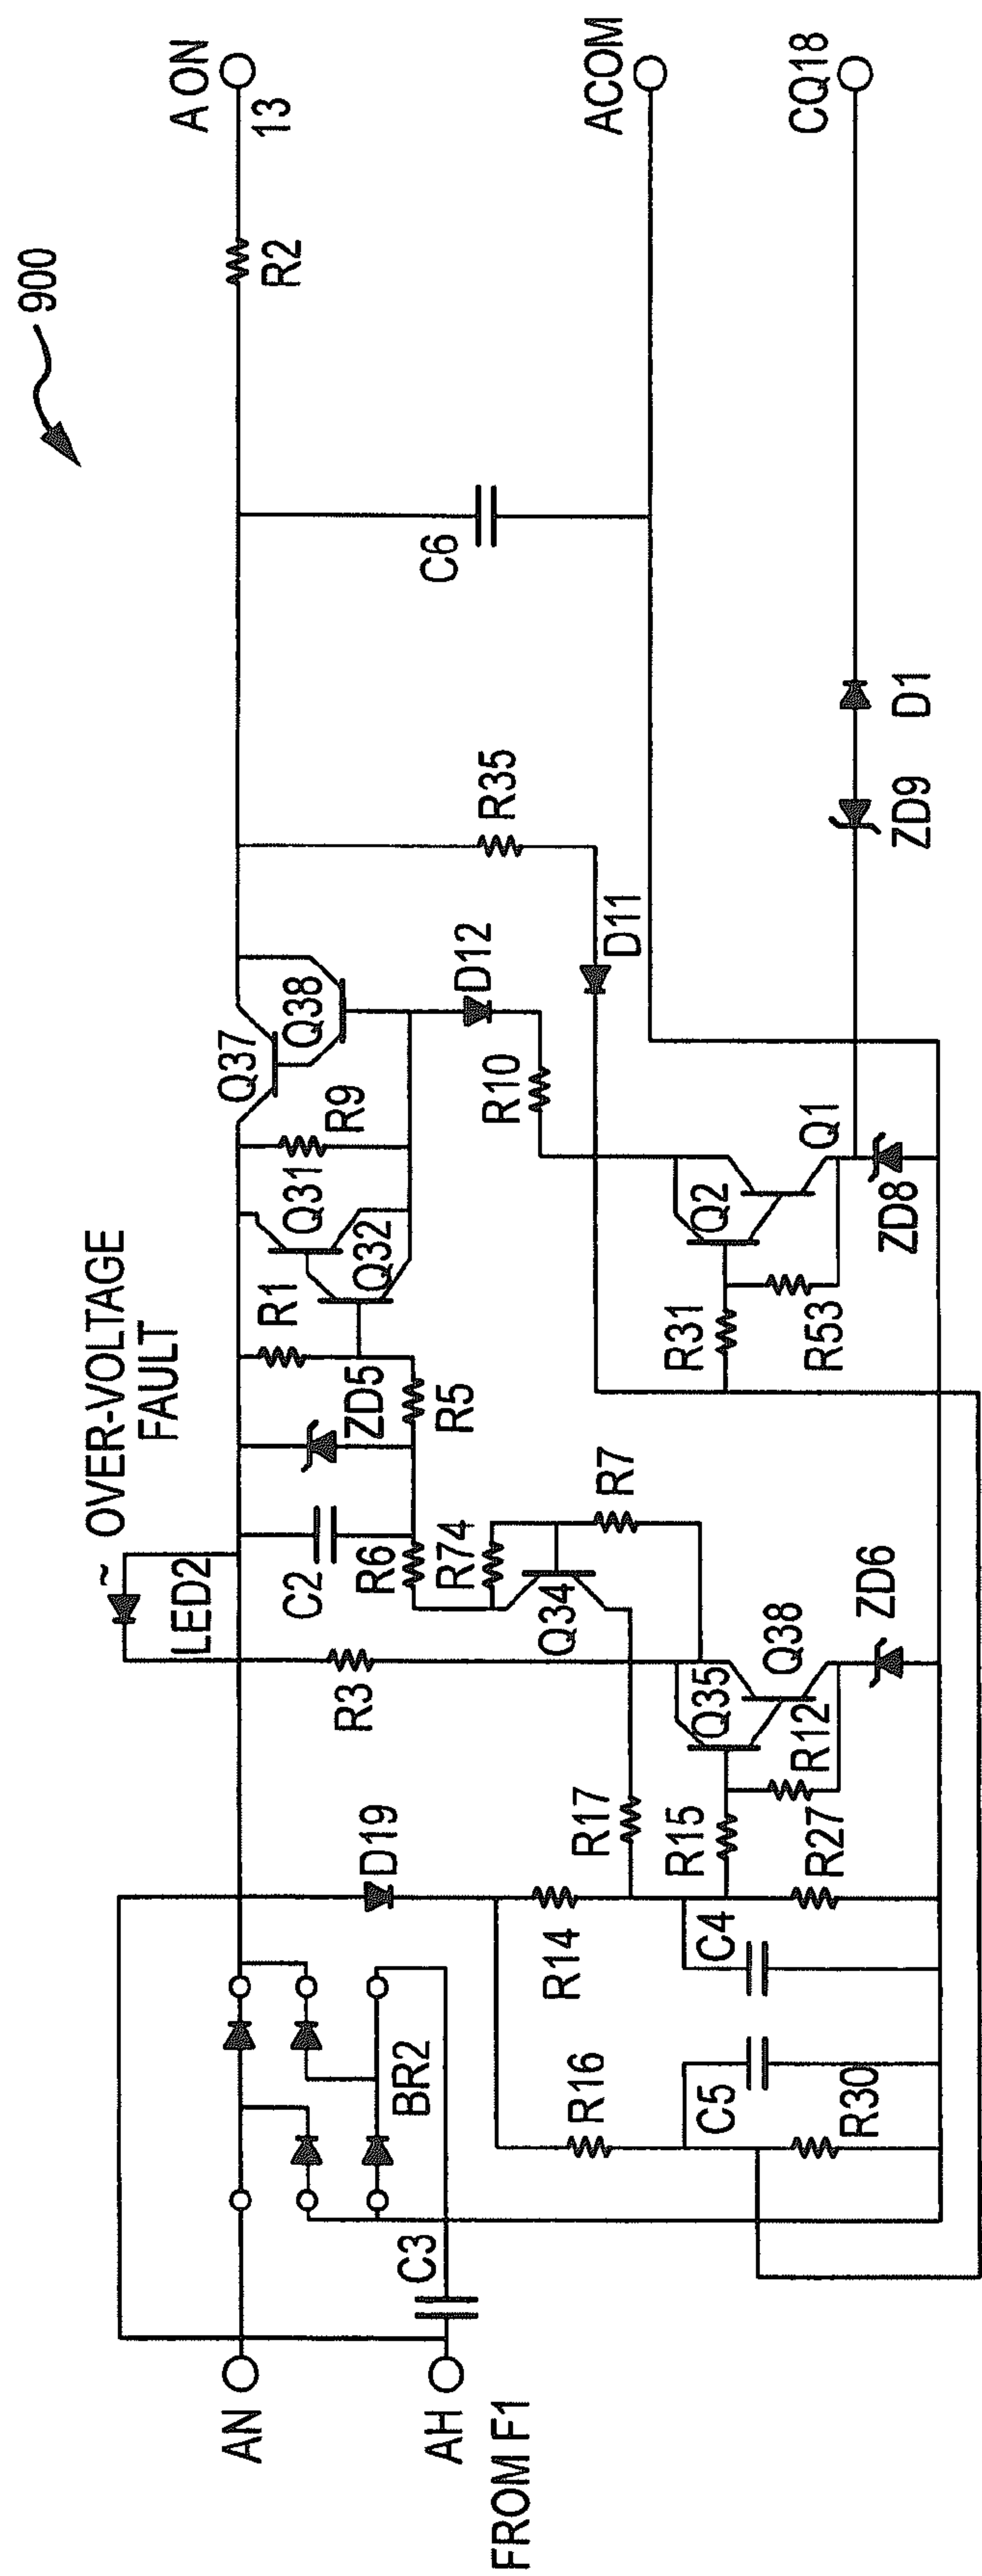 900
AN
AH
FROM F1
C3
BR2
D19
~ OVER-VOLTAGE
FAULT
LED2
R3
C2
ZD5
R1
Q31
Q32
R9
Q37
Q38
R6
R5
R74
Q34
R7
D12
R10
D11
R35
C6
R2
A ON
13
ACOM
CQ18
D1
ZD9
R16
R14
R17
C5
C4
R30
R27
R15
R12
Q35
Q38
ZD6
R31
R53
Q2
Q1
ZD8